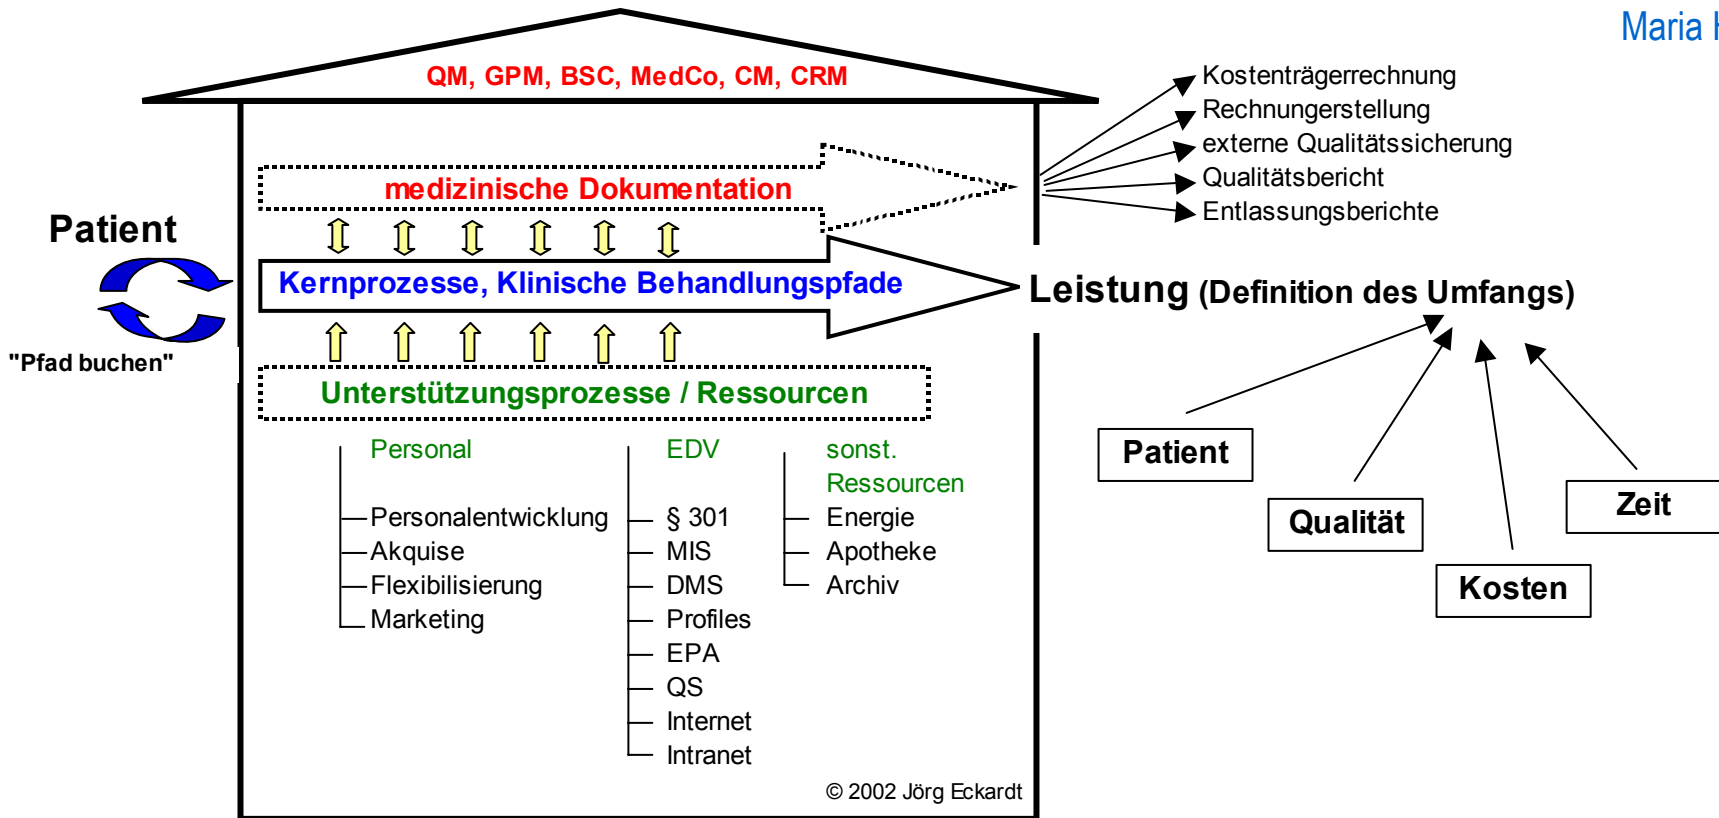 Maria
QM, GPM, BSC, MedCo, CM, CRM
medizinische Dokumentation
Kostenträgerrechnung
Rechnungerstellung
externe Qualitätssicherung
Qualitätsbericht
Entlassungsberichte
Patient
"Pfad buchen"
Kernprozesse, Klinische Behandlungspfade
Leistung (Definition des Umfangs)
Unterstützungsprozesse / Ressourcen
Personal
Personalentwicklung
Akquise
Flexibilisierung
Marketing
EDV
§ 301
MIS
DMS
Profiles
EPA
QS
Internet
Intranet
sonst.
Ressourcen
Energie
Apotheke
Archiv
Patient
Qualität
Kosten
Zeit
© 2002 Jörg Eckardt